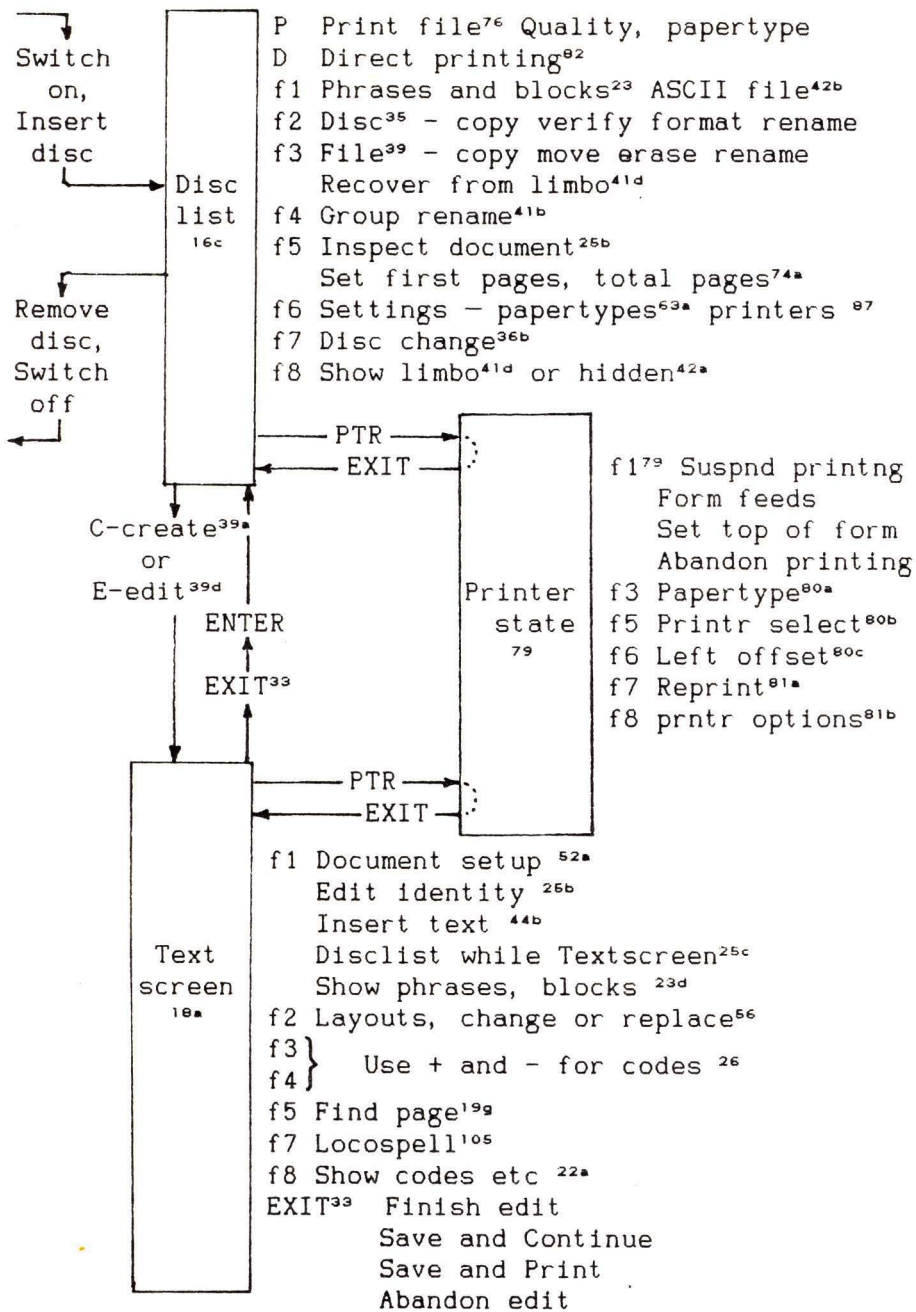 Switch
on,
Insert
disc
Disc
list
16c
Remove
disc,
Switch
off
P Print file⁷⁶ Quality, papertype
D Direct printing⁸²
f1 Phrases and blocks²³ ASCII file⁴²ᵇ
f2 Disc³⁵ - copy verify format rename
f3 File³⁹ - copy move erase rename
Recover from limbo⁴¹ᵈ
f4 Group rename⁴¹ᵇ
f5 Inspect document²⁵ᵇ
Set first pages, total pages⁷⁴ᵃ
f6 Settings — papertypes⁶³ᵃ printers ⁸⁷
f7 Disc change³⁶ᵇ
f8 Show limbo⁴¹ᵈ or hidden⁴²ᵃ
PTR
EXIT
C-create³⁹ᵃ
or
E-edit³⁹ᵈ
ENTER
EXIT³³
Printer
state
79
f1⁷⁹ Suspnd printng
Form feeds
Set top of form
Abandon printing
f3 Papertype⁸⁰ᵃ
f5 Printr select⁸⁰ᵇ
f6 Left offset⁸⁰ᶜ
f7 Reprint⁸¹ᵃ
f8 prntr options⁸¹ᵇ
PTR
EXIT
Text
screen
18a
f1 Document setup ⁵²ᵃ
Edit identity ²⁵ᵇ
Insert text ⁴⁴ᵇ
Disclist while Textscreen²⁵ᶜ
Show phrases, blocks ²³ᵈ
f2 Layouts, change or replace⁵⁶
f3
f4 } Use + and - for codes ²⁶
f5 Find page¹⁹ᵍ
f7 Locospell¹⁰⁵
f8 Show codes etc ²²ᵃ
EXIT³³ Finish edit
Save and Continue
Save and Print
Abandon edit